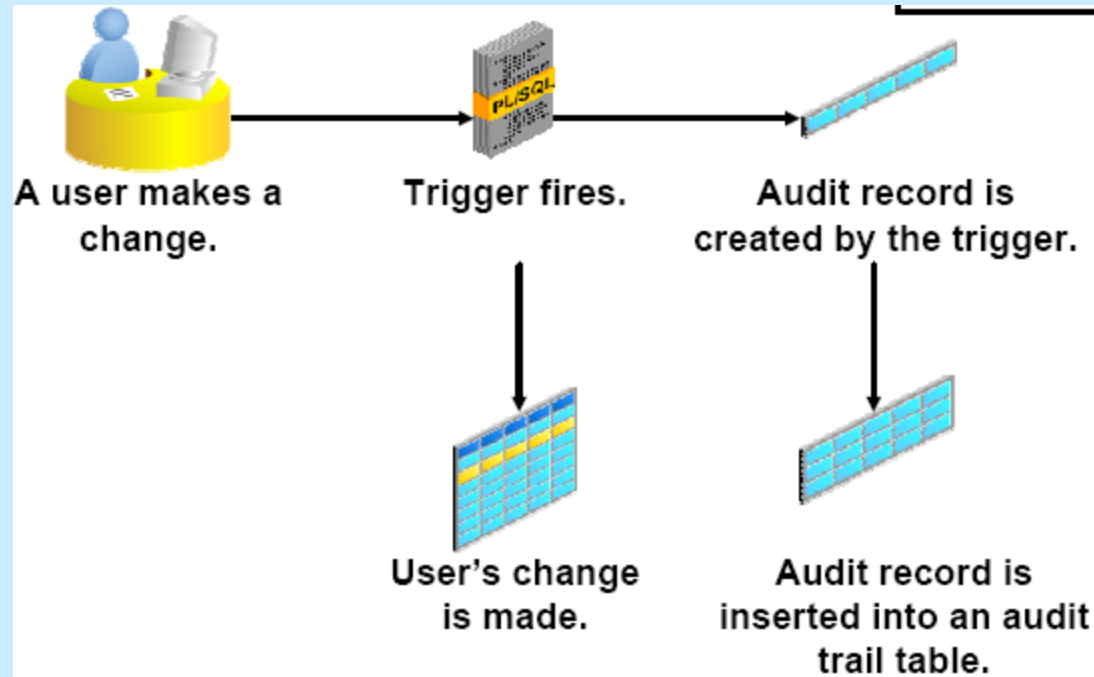 PL/SQL
A user makes a
change.
Trigger fires.
Audit record is
created by the trigger.
User's change
is made.
Audit record is
inserted into an audit
trail table.